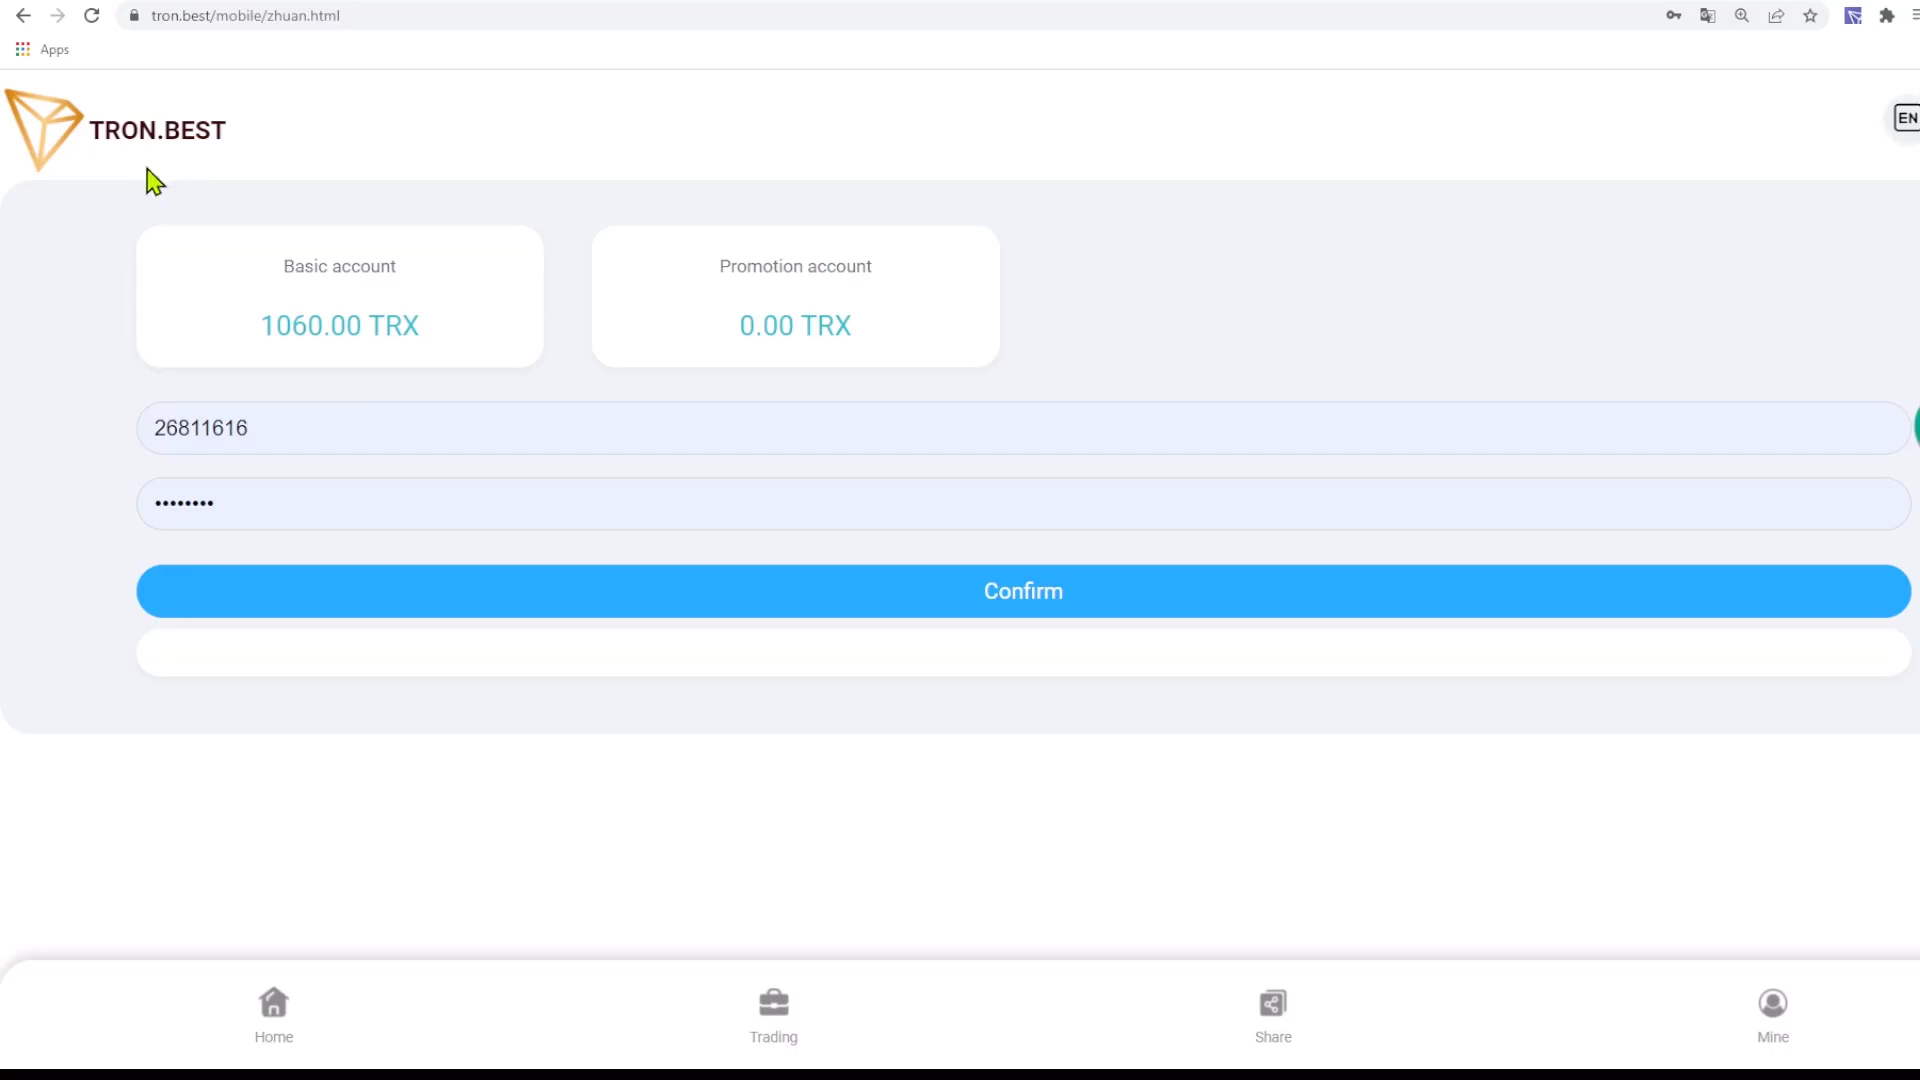 tron.best/mobile/zhuan.html
Apps
TRON.BEST
EN
Basic account
1060.00 TRX
Promotion account
0.00 TRX
26811616
••••••••
Confirm
Home
Trading
Share
Mine